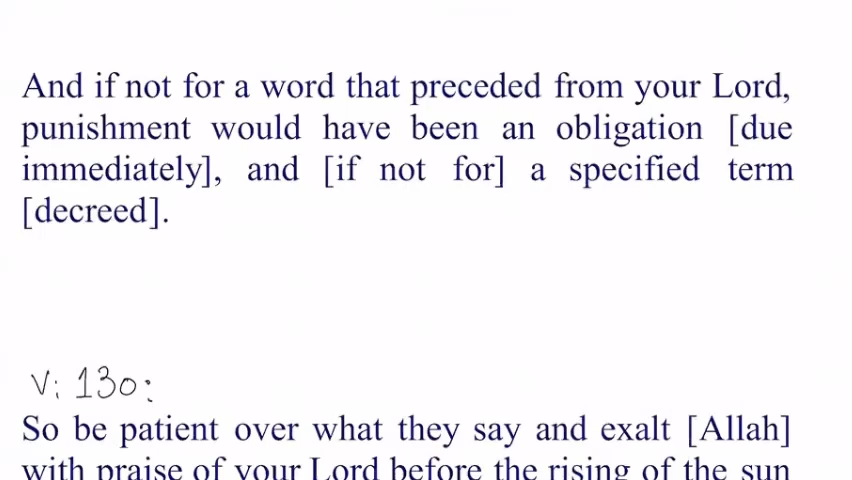 And if not for a word that preceded from your Lord,
punishment would have been an obligation [due
immediately], and [if not for] a specified term
[decreed].
V: 130:
So be patient over what they say and exalt [Allah]
with praise of your Lord before the rising of the sun